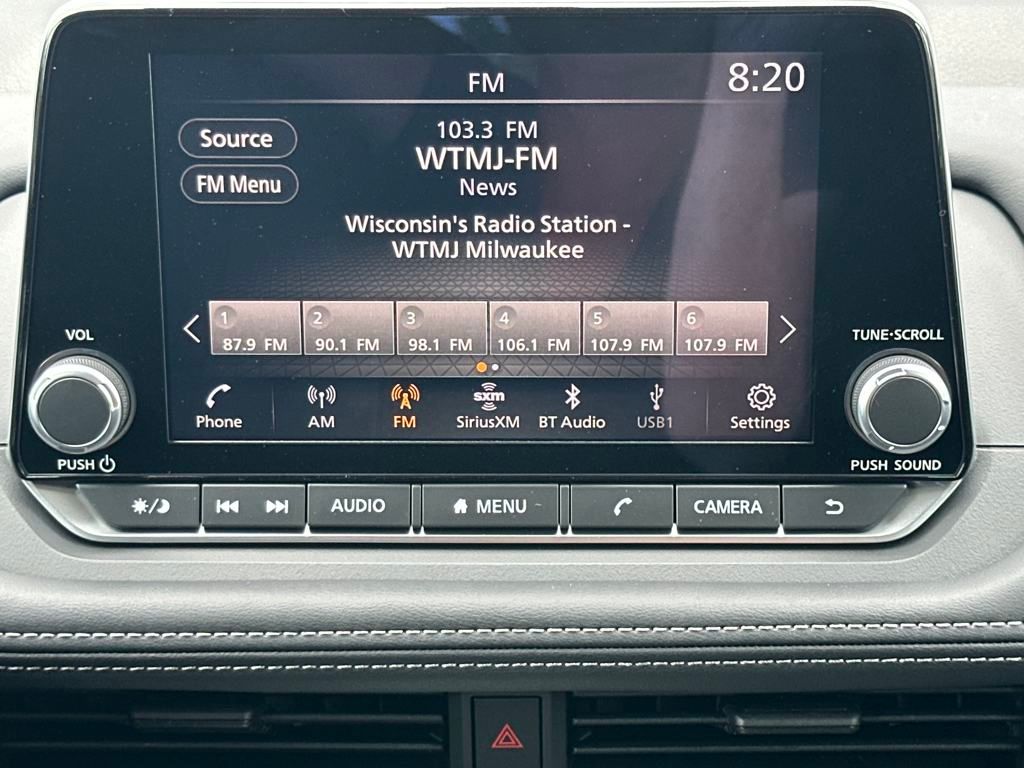 FM
8:20
Source
103.3 FM
WTMJ-FM
FM Menu
News
Wisconsin's Radio Station -
WTMJ Milwaukee
1 2 3 4 5 6
87.9 FM 90.1 FM 98.1 FM 106.1 FM 107.9 FM 107.9 FM
VOL
TUNE·SCROLL
sxm
Phone AM FM SiriusXM BT Audio USB1 Settings
PUSH
PUSH SOUND
AUDIO MENU CAMERA